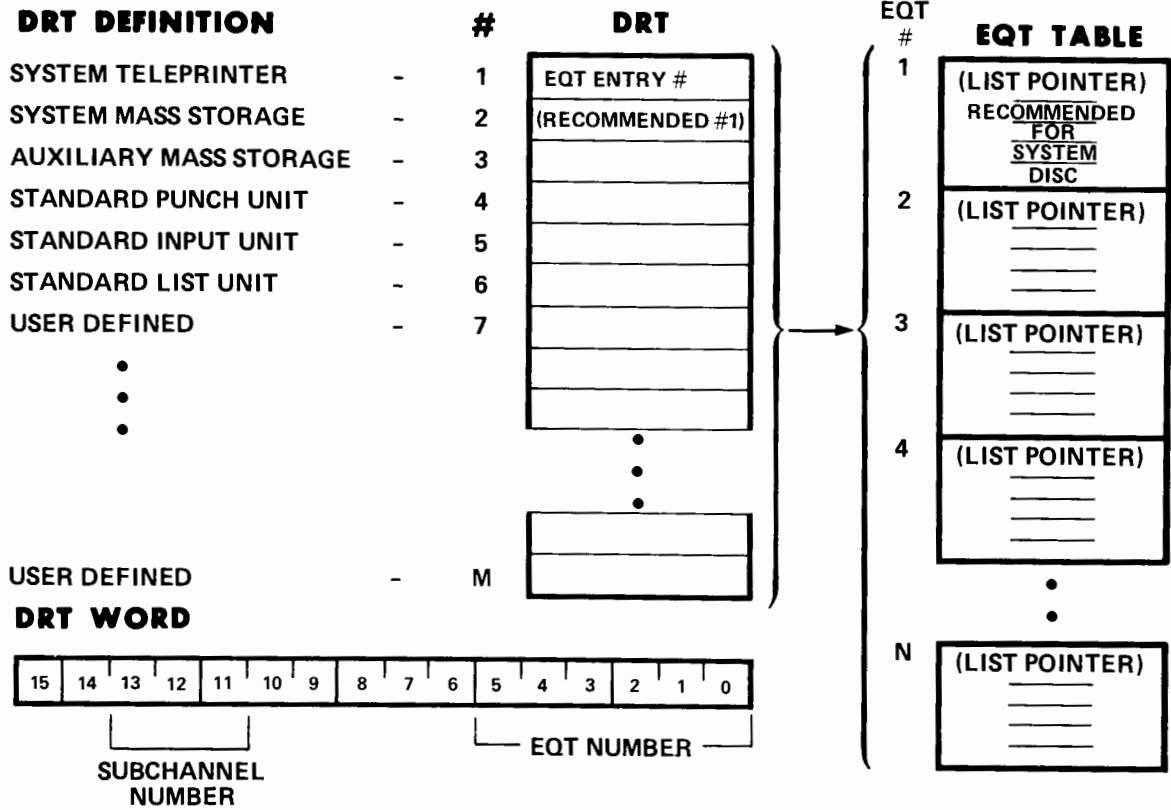 DRT DEFINITION # DRT
SYSTEM TELEPRINTER - 1 EQT ENTRY #
SYSTEM MASS STORAGE - 2 (RECOMMENDED #1)
AUXILIARY MASS STORAGE - 3
STANDARD PUNCH UNIT - 4
STANDARD INPUT UNIT - 5
STANDARD LIST UNIT - 6
USER DEFINED - 7
USER DEFINED - M
EQT
#
EQT TABLE
1 (LIST POINTER)
RECOMMENDED
FOR
SYSTEM
DISC
2 (LIST POINTER)
3 (LIST POINTER)
4 (LIST POINTER)
N (LIST POINTER)
DRT WORD
15 14 13 12 11 10 9 8 7 6 5 4 3 2 1 0
SUBCHANNEL
NUMBER
EQT NUMBER